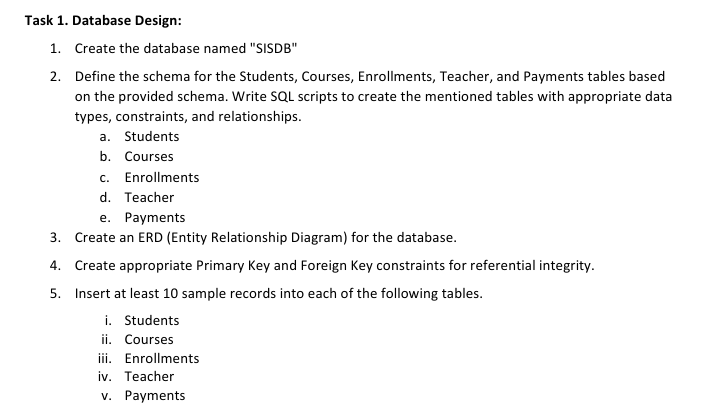 Task 1. Database Design:
1. Create the database named "SISDB"
2. Define the schema for the Students, Courses, Enrollments, Teacher, and Payments tables based
on the provided schema. Write SQL scripts to create the mentioned tables with appropriate data
types, constraints, and relationships.
a. Students
b. Courses
c. Enrollments
d. Teacher
e. Payments
3. Create an ERD (Entity Relationship Diagram) for the database.
4. Create appropriate Primary Key and Foreign Key constraints for referential integrity.
5. Insert at least 10 sample records into each of the following tables.
i. Students
ii. Courses
iii. Enrollments
iv. Teacher
v. Payments